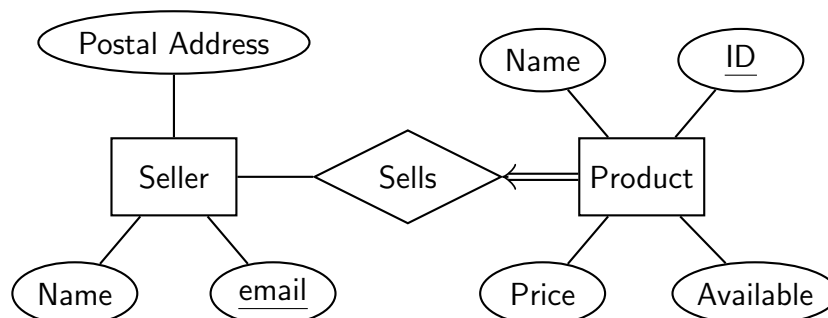 Postal Address
Name
ID
Seller
Sells
Product
Name
email
Price
Available